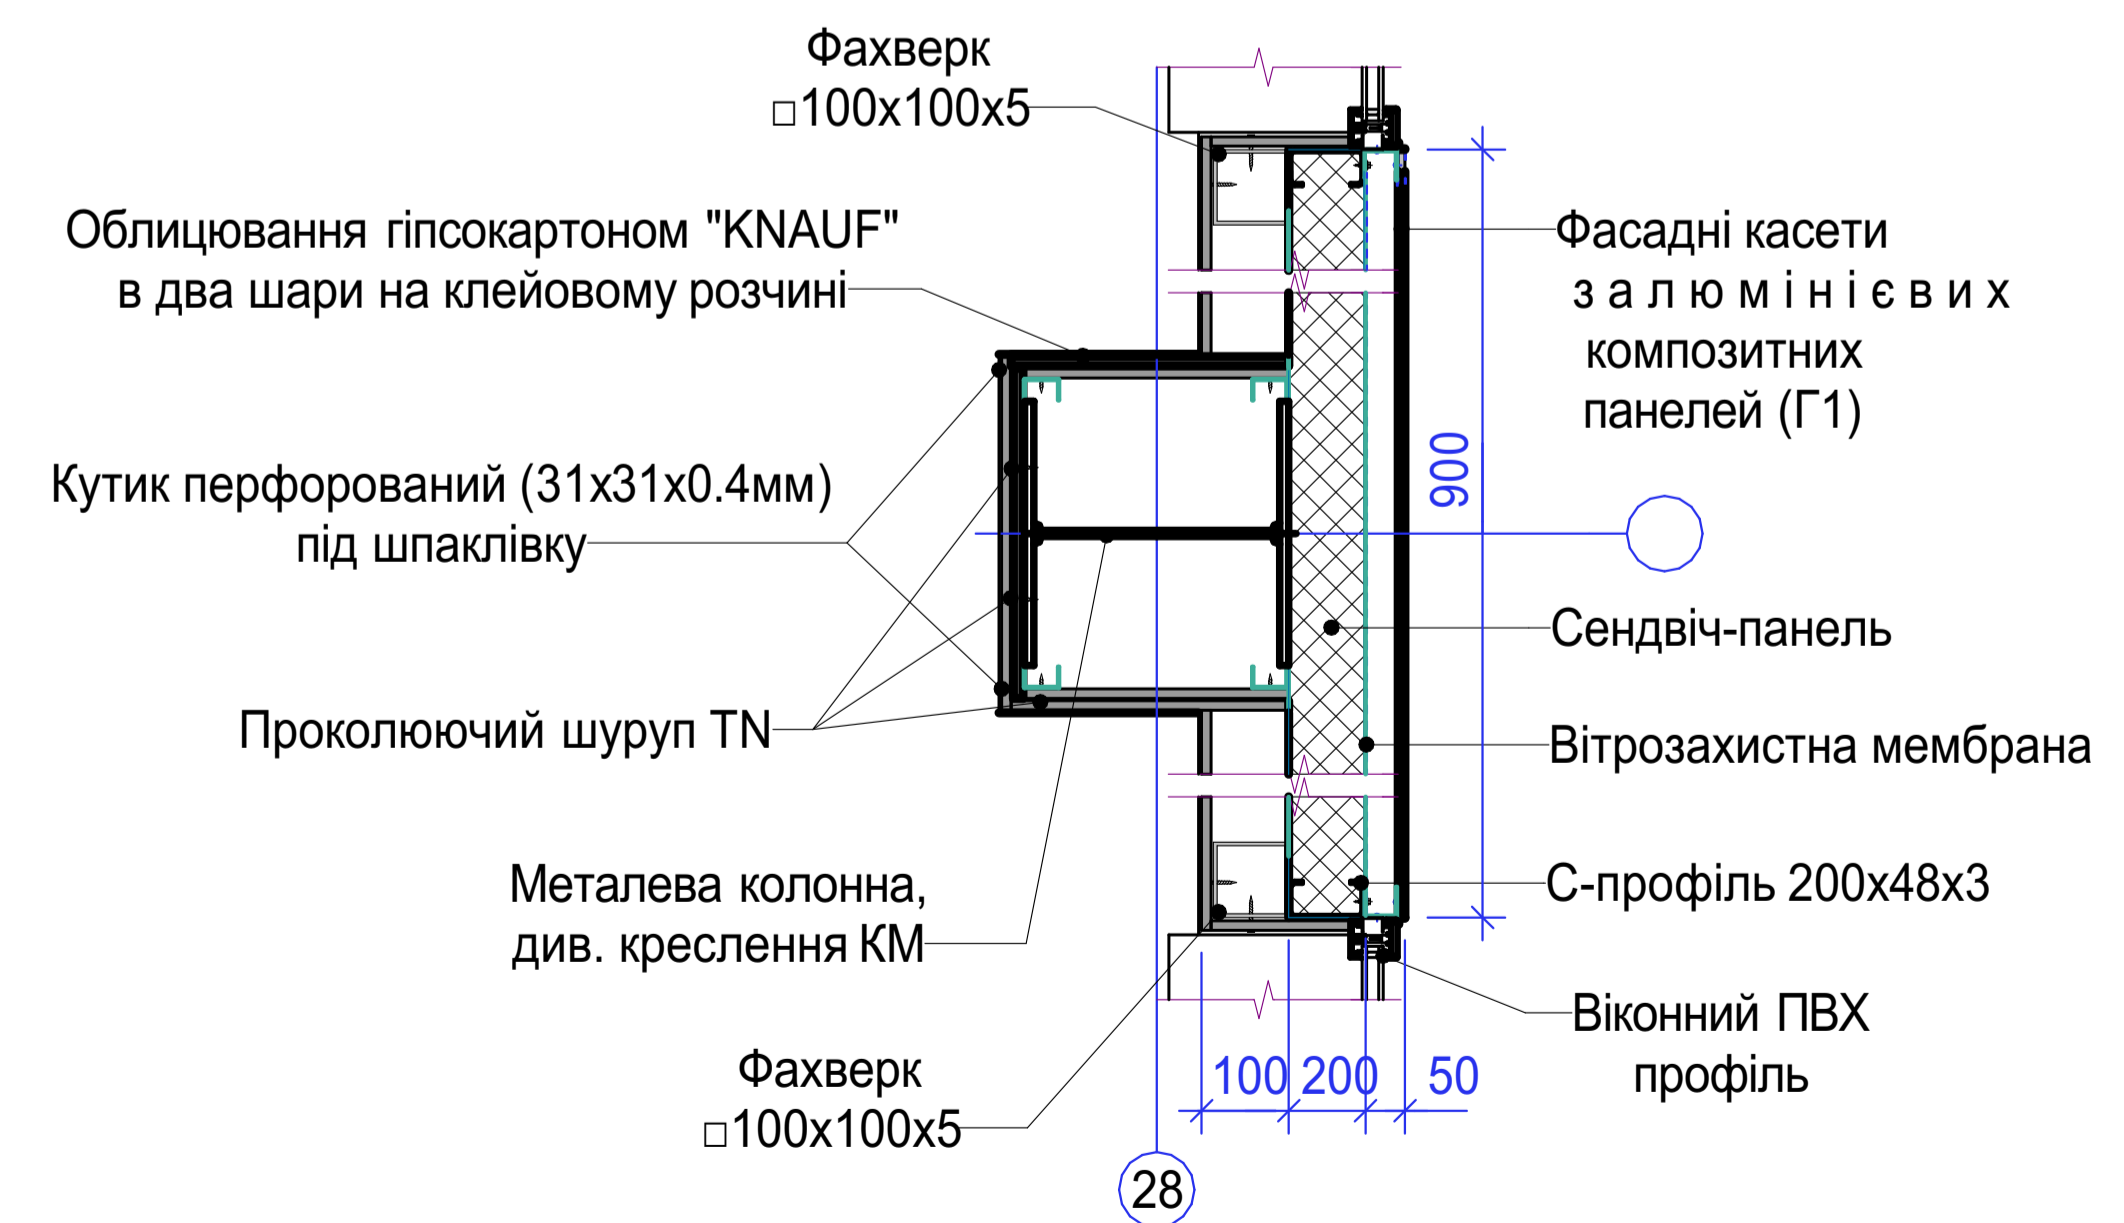 Фахверк
□100x100x5
Облицювання гіпсокартоном "KNAUF"
в два шари на клейовому розчині
Фасадні касети
з а л ю м і н і є в и х
композитних
панелей (Г1)
900
Кутик перфорований (31x31x0.4мм)
під шпаклівку
Сендвіч-панель
Проколюючий шуруп TN
Вітрозахистна мембрана
Металева колонна,
див. креслення КМ
С-профіль 200x48x3
Віконний ПВХ
профіль
Фахверк
□100x100x5
100 200 50
28